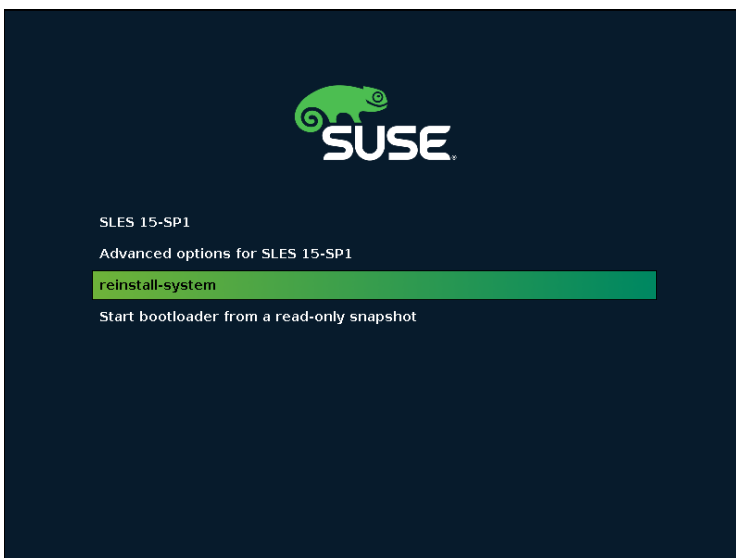 SUSE
SLES 15-SP1
Advanced options for SLES 15-SP1
reinstall-system
Start bootloader from a read-only snapshot